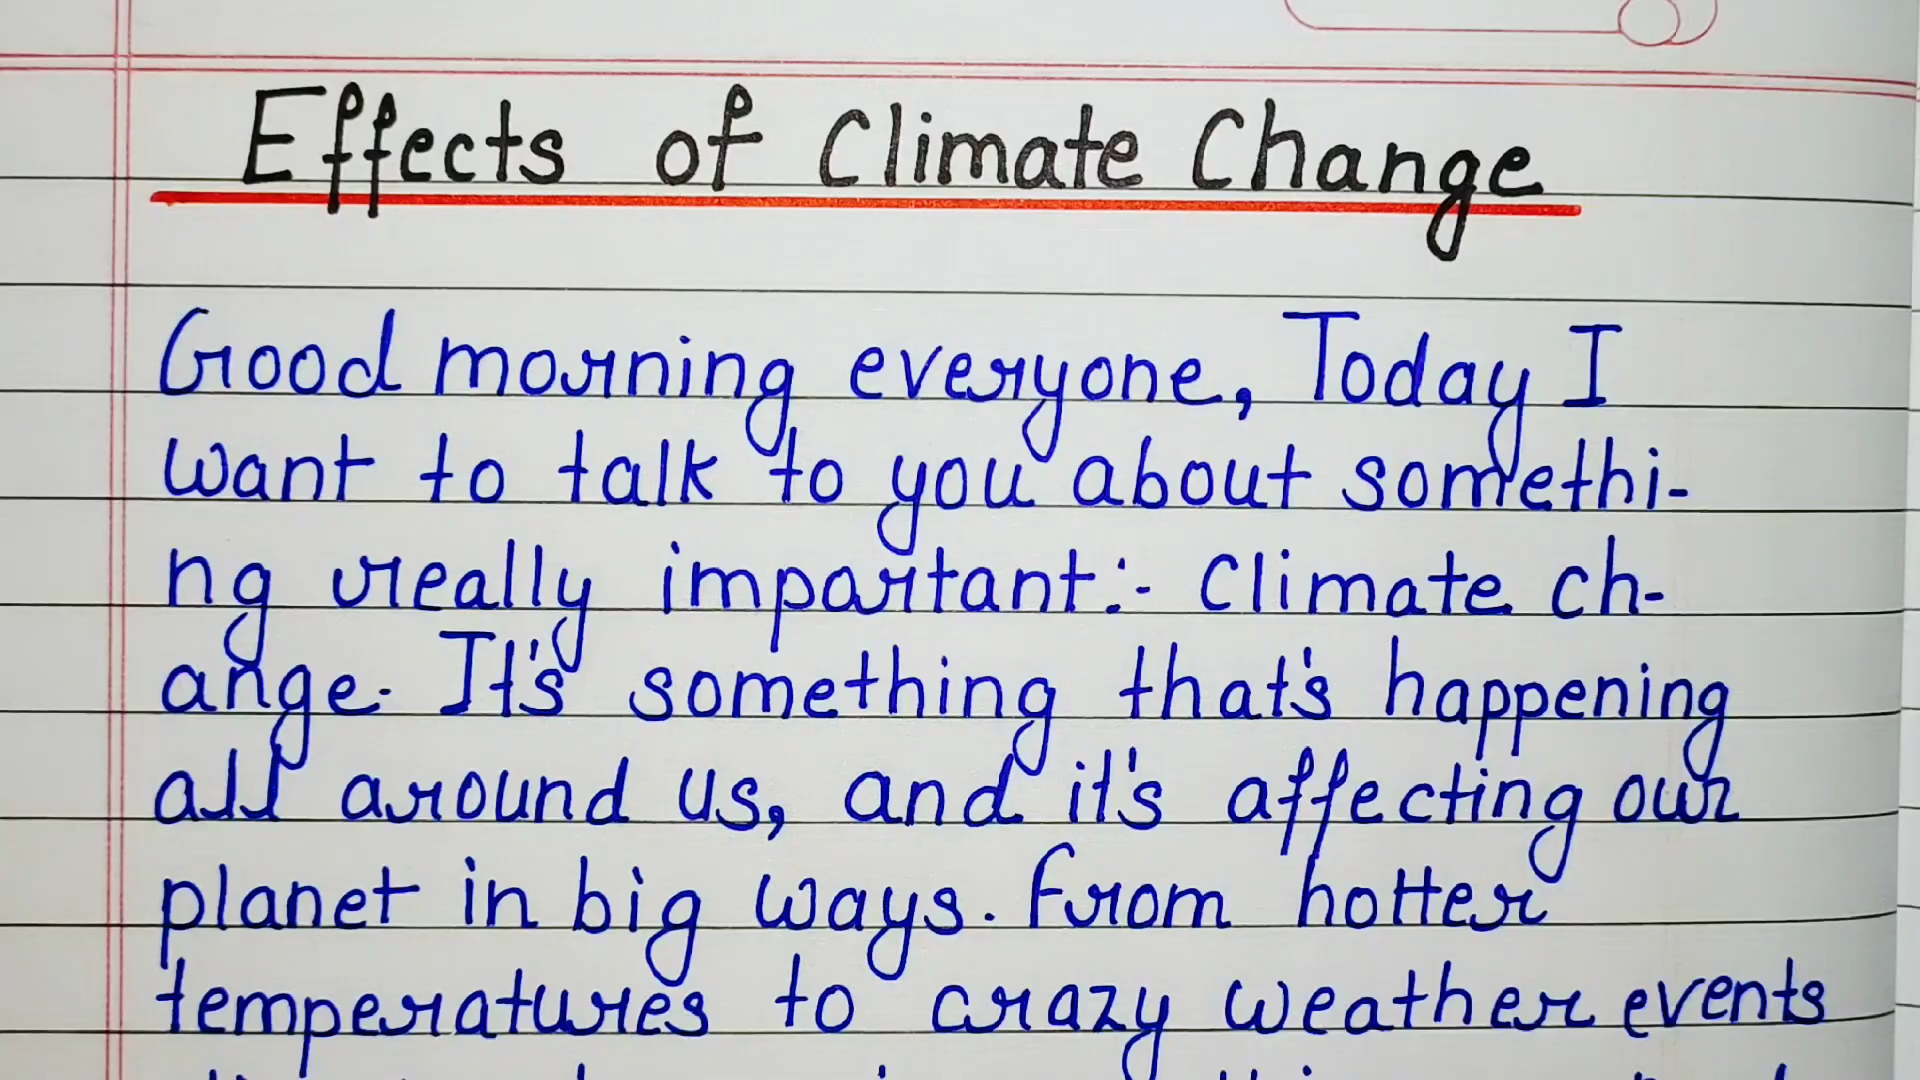 Effects of Climate Change
Good morning everyone, Today I
want to talk to you about somethi-
ng really important:- Climate ch-
ange. It's something that's happening
all around us, and it's affecting our
planet in big ways. From hotter
temperatures to crazy weather events